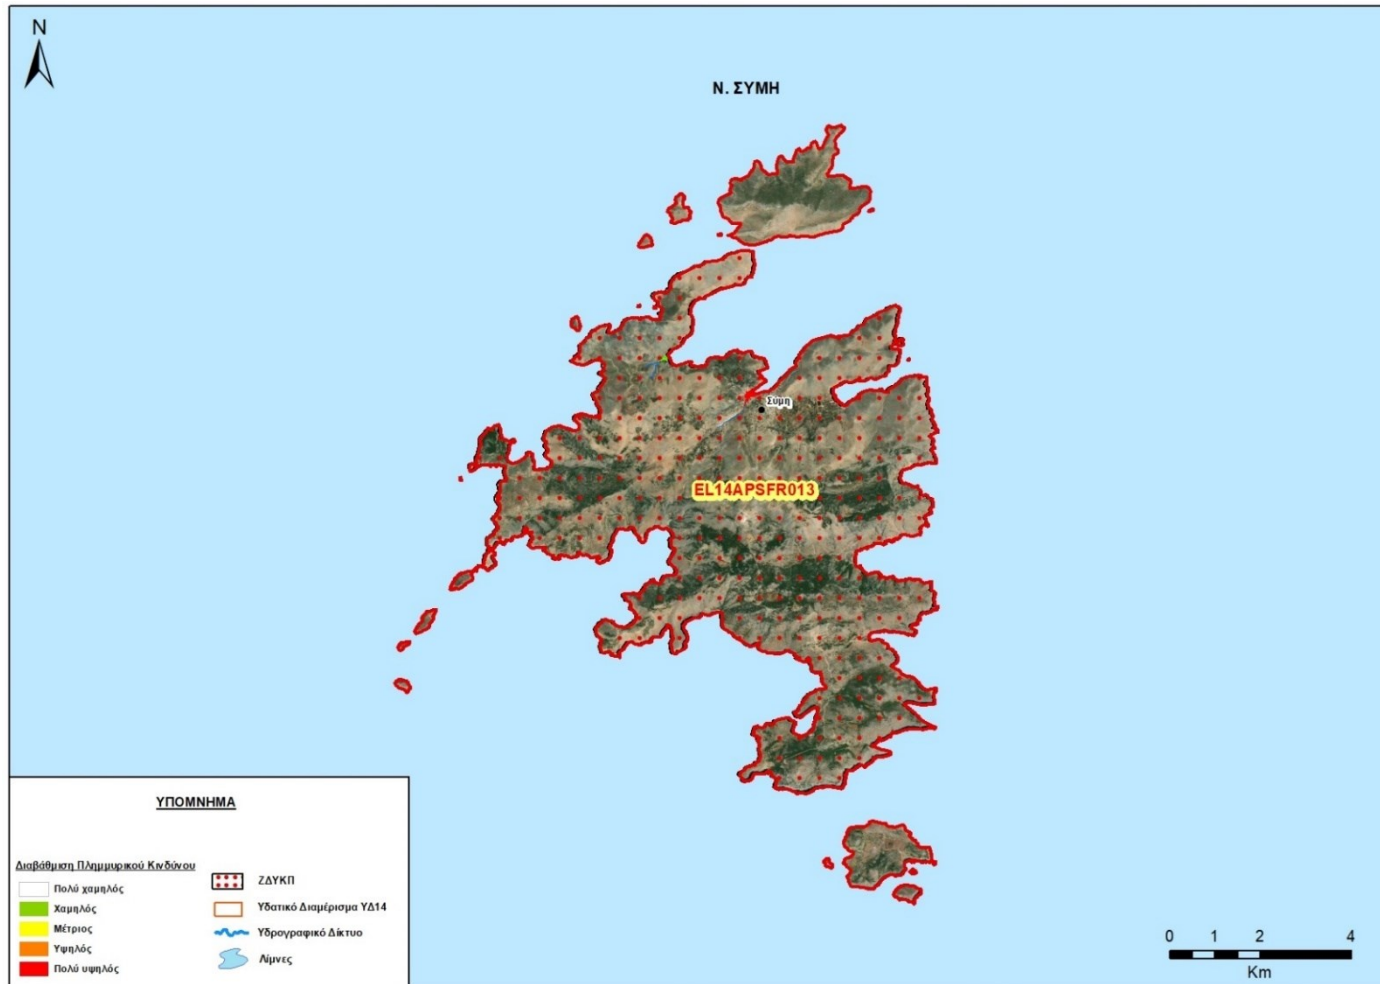 N
Ν. ΣΥΜΗ
Σύμη
EL14APSFR013
ΥΠΟΜΝΗΜΑ
Διαβάθμιση Πλημμυρικού Κινδύνου
Πολύ χαμηλός
Χαμηλός
Μέτριος
Υψηλός
Πολύ υψηλός
ΖΔΥΚΠ
Υδατικό Διαμέρισμα ΥΔ14
Υδρογραφικό Δίκτυο
Λίμνες
0 1 2 4
Km